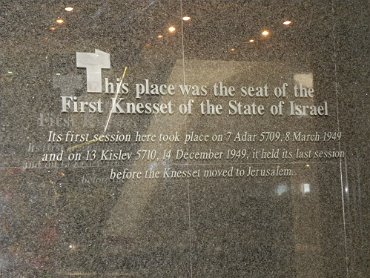 This place was the seat of the
First Knesset of the State of Israel
Its first session here took place on 7 Adar 5709, 8 March 1949
and on 13 Kislev 5710, 14 December 1949, it held its last session
before the Knesset moved to Jerusalem.